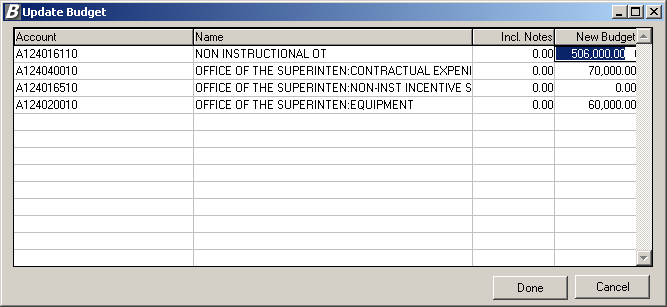 B Update Budget
Account Name Incl. Notes New Budget
A124016110 NON INSTRUCTIONAL OT 0.00 506,000.00
A124040010 OFFICE OF THE SUPERINTEN:CONTRACTUAL EXPENI 0.00 70,000.00
A124016510 OFFICE OF THE SUPERINTEN:NON-INST INCENTIVE S 0.00 0.00
A124020010 OFFICE OF THE SUPERINTEN:EQUIPMENT 0.00 60,000.00
Done Cancel